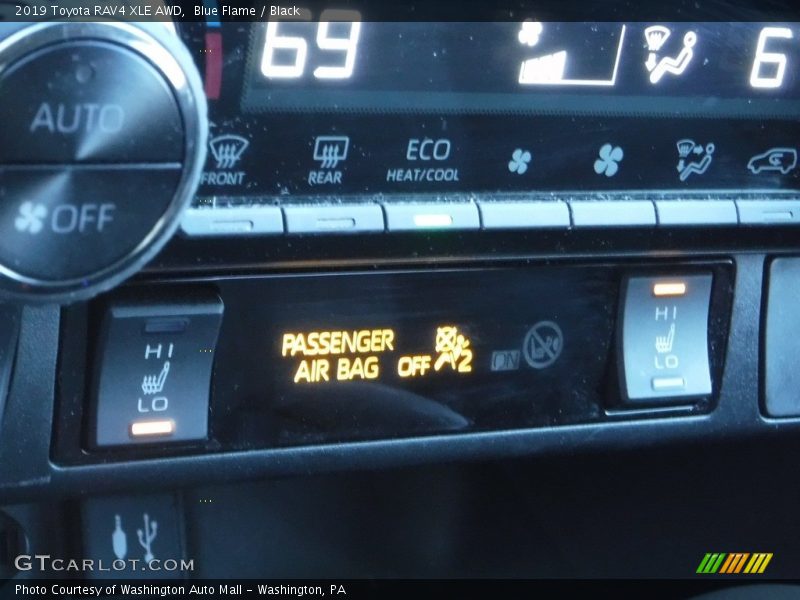 2019 Toyota RAV4 XLE AWD, Blue Flame / Black
69
6
AUTO
OFF
FRONT
REAR
ECO
HEAT/COOL
HI
LO
PASSENGER
AIR BAG OFF 2
ON
HI
LO
GTCARLOT.COM
Photo Courtesy of Washington Auto Mall - Washington, PA